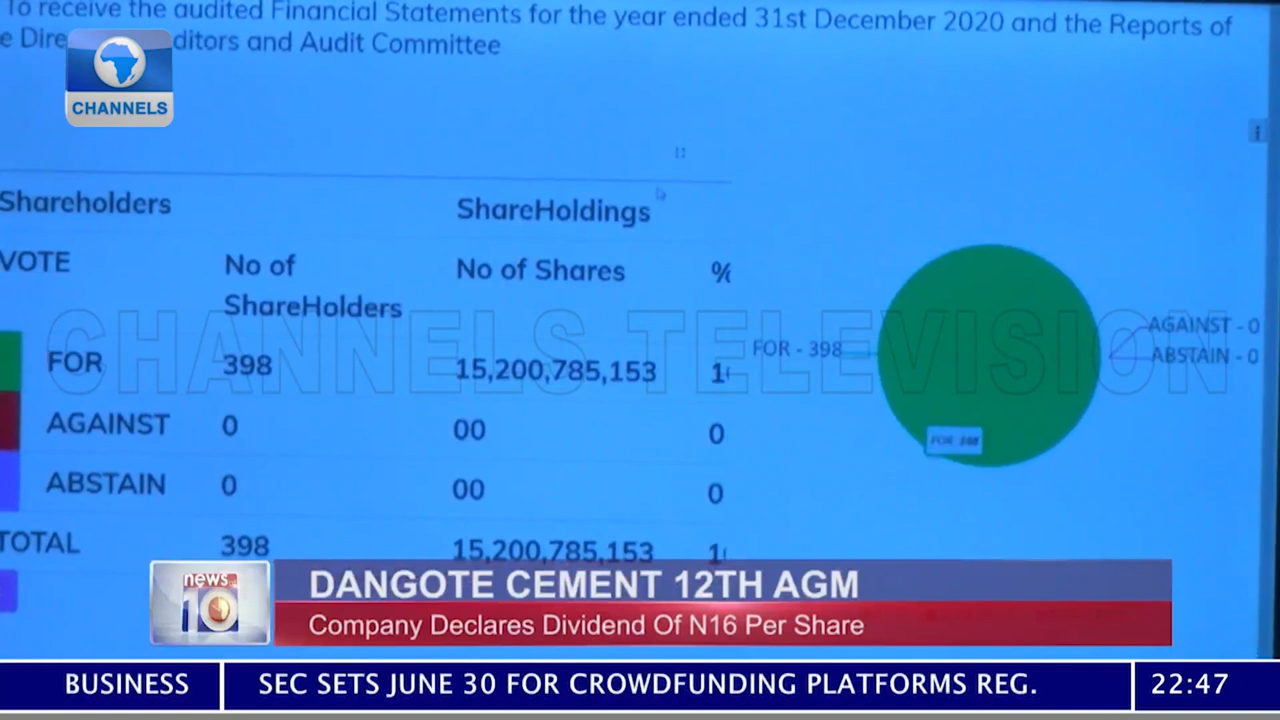 To receive the audited Financial Statements for the year ended 31st December 2020 and the Reports of
ditors and Audit Committee
CHANNELS
Shareholders
ShareHoldings
VOTE
No of
ShareHolders
No of Shares
%
CHANNELS TELEVISION
FOR
398
15,200,785,153
FOR - 398
AGAINST - 0
ABSTAIN - 0
AGAINST
0
00
0
FOR 398
ABSTAIN
0
00
0
TOTAL
398
15,200,785,153
news
10
DANGOTE CEMENT 12TH AGM
Company Declares Dividend Of N16 Per Share
BUSINESS
SEC SETS JUNE 30 FOR CROWDFUNDING PLATFORMS REG.
22:47